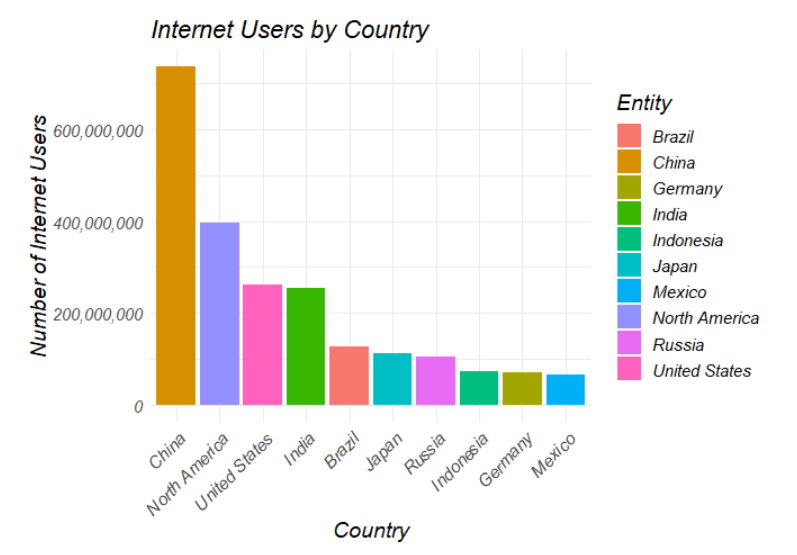 Internet Users by Country
Number of Internet Users
600,000,000
400,000,000
200,000,000
0
China
North America
United States
India
Brazil
Japan
Russia
Indonesia
Germany
Mexico
Country
Entity
Brazil
China
Germany
India
Indonesia
Japan
Mexico
North America
Russia
United States